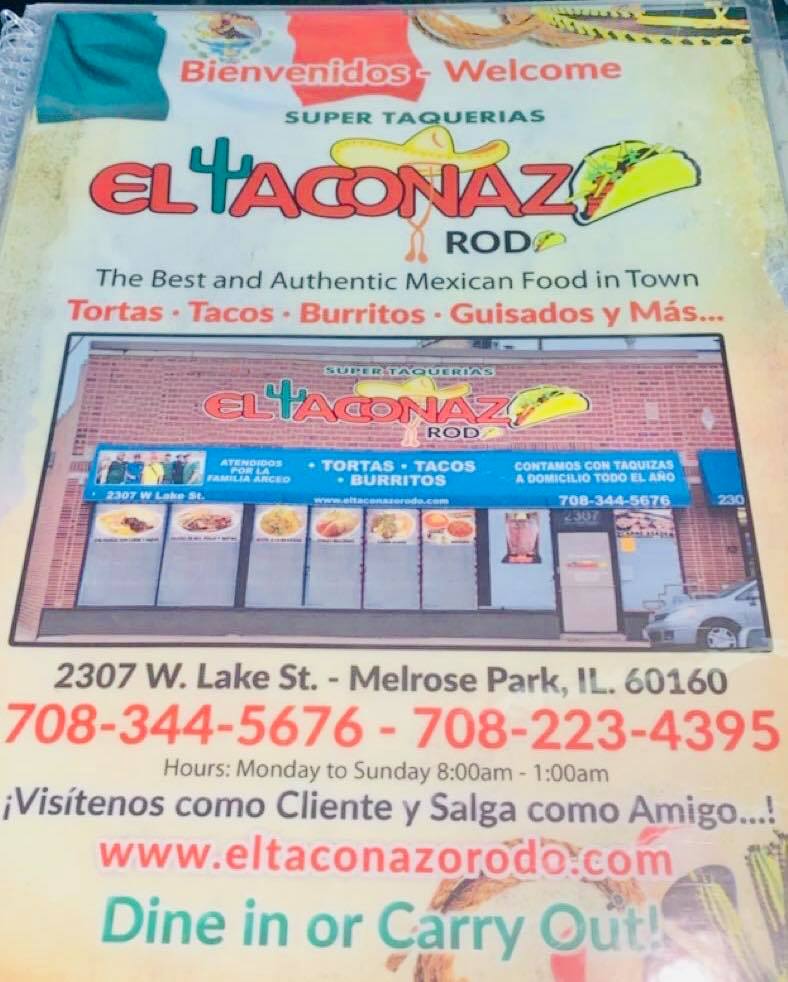 Bienvenidos - Welcome
SUPER TAQUERIAS
EL TACONAZO
RODO
The Best and Authentic Mexican Food in Town
Tortas · Tacos · Burritos · Guisados y Más...
SUPER TAQUERIAS
EL TACONAZO
RODO
ATENDIDOS
POR LA
FAMILIA ARCEO
· TORTAS · TACOS
· BURRITOS
CONTAMOS CON TAQUIZAS
A DOMICILIO TODO EL AÑO
2307 W Lake St.
www.eltaconazorodo.com
708-344-5676
230
2307
2307 W. Lake St. - Melrose Park, IL. 60160
708-344-5676 - 708-223-4395
Hours: Monday to Sunday 8:00am - 1:00am
¡Visítenos como Cliente y Salga como Amigo...!
www.eltaconazorodo.com
Dine in or Carry Out!